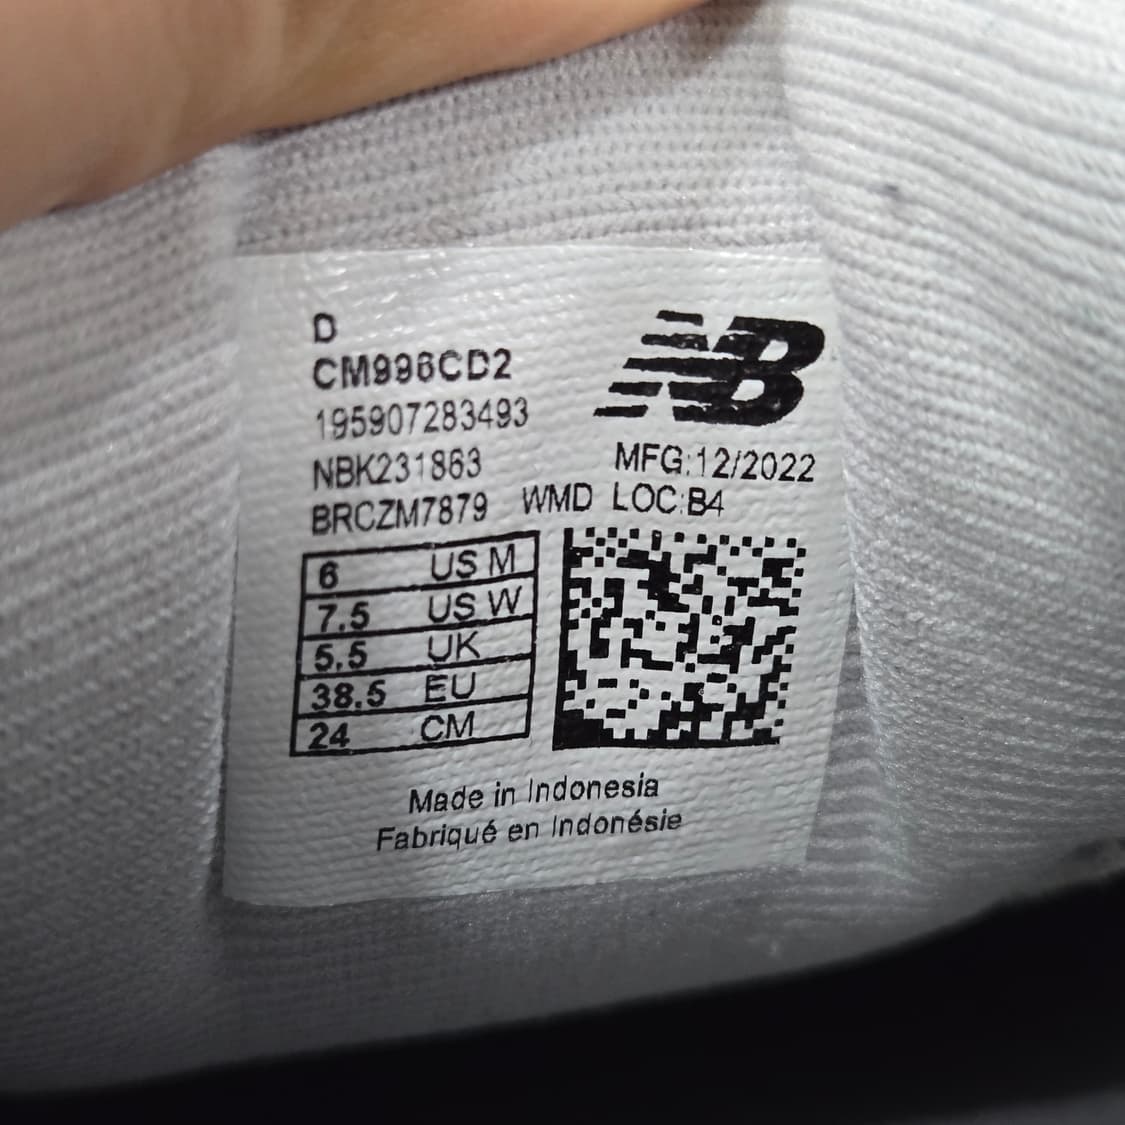 D
CM996CD2
195907283493
NBK231863
BRCZM7879 WMD LOC:B4
NB
MFG:12/2022
6 US M
7.5 US W
5.5 UK
38.5 EU
24 CM
Made in Indonesia
Fabriqué en Indonésie